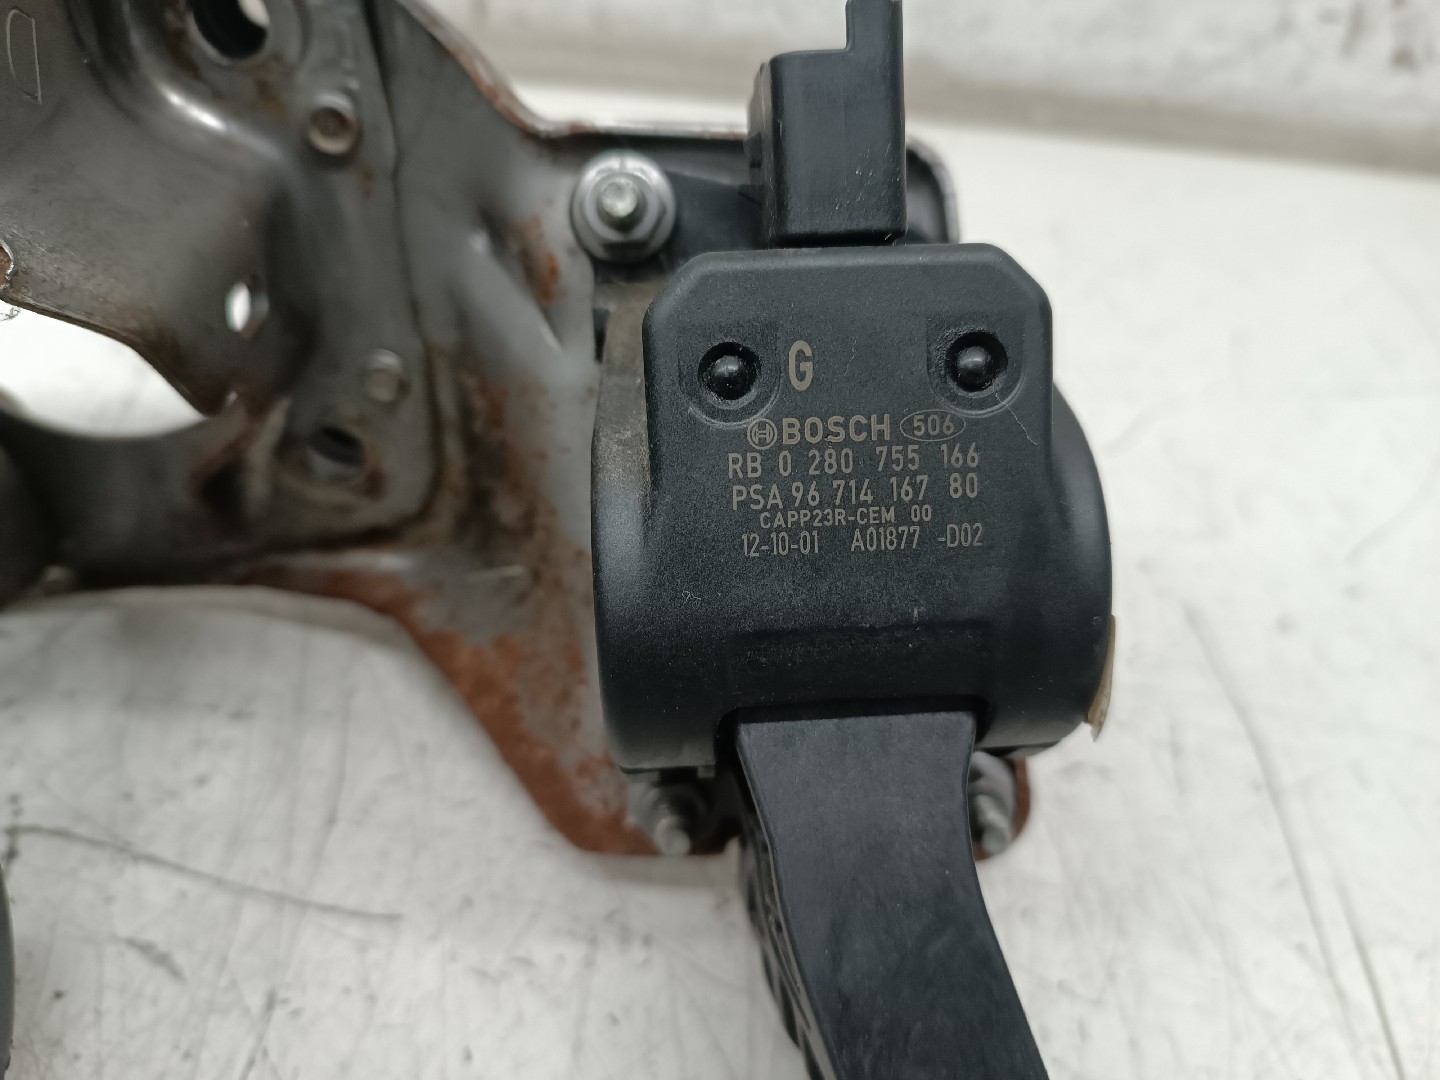 G
BOSCH 506
RB 0 280 755 166
PSA 96 714 167 80
CAPP23R-CEM 00
12-10-01 A01877 -D02